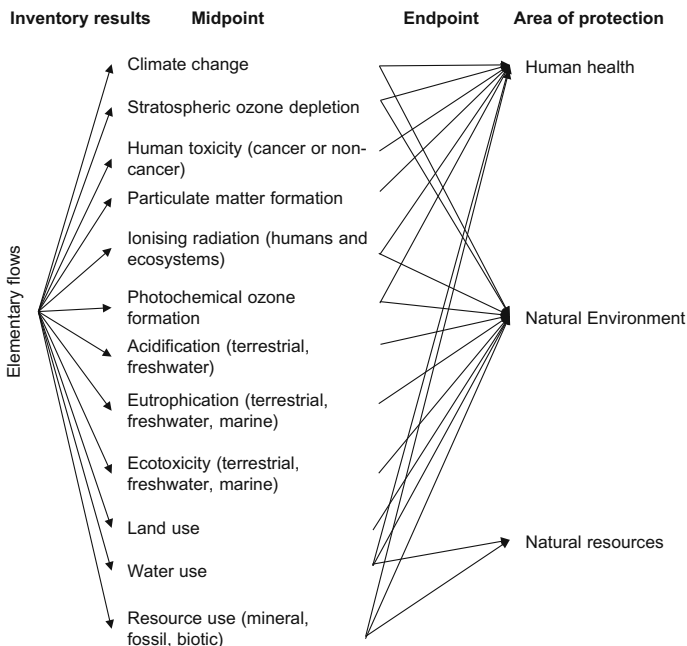 Inventory results
Midpoint
Endpoint
Area of protection
Elementary flows
Climate change
Stratospheric ozone depletion
Human toxicity (cancer or non-
cancer)
Particulate matter formation
Ionising radiation (humans and
ecosystems)
Photochemical ozone
formation
Acidification (terrestrial,
freshwater)
Eutrophication (terrestrial,
freshwater, marine)
Ecotoxicity (terrestrial,
freshwater, marine)
Land use
Water use
Resource use (mineral,
fossil, biotic)
Human health
Natural Environment
Natural resources